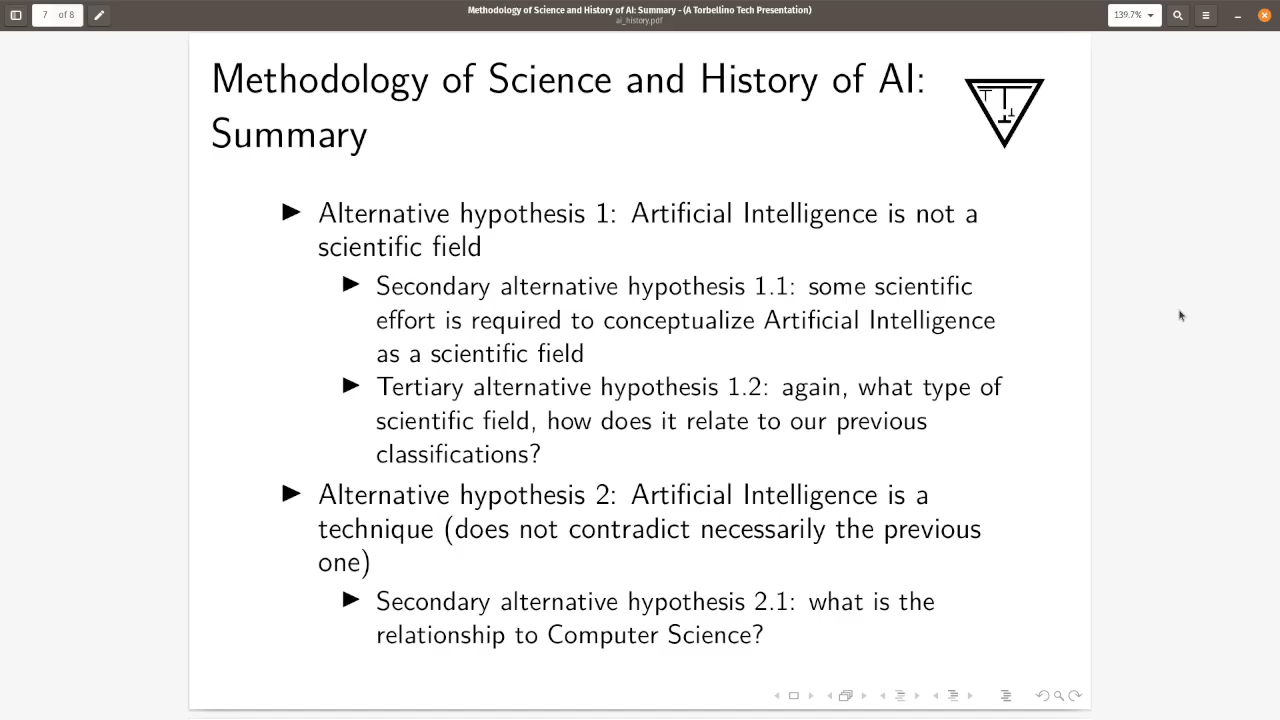 7 of 8
Methodology of Science and History of AI: Summary - (A Torbellino Tech Presentation)
ai_history.pdf
139.7%
Methodology of Science and History of AI:
Summary
Alternative hypothesis 1: Artificial Intelligence is not a
scientific field
Secondary alternative hypothesis 1.1: some scientific
effort is required to conceptualize Artificial Intelligence
as a scientific field
Tertiary alternative hypothesis 1.2: again, what type of
scientific field, how does it relate to our previous
classifications?
Alternative hypothesis 2: Artificial Intelligence is a
technique (does not contradict necessarily the previous
one)
Secondary alternative hypothesis 2.1: what is the
relationship to Computer Science?